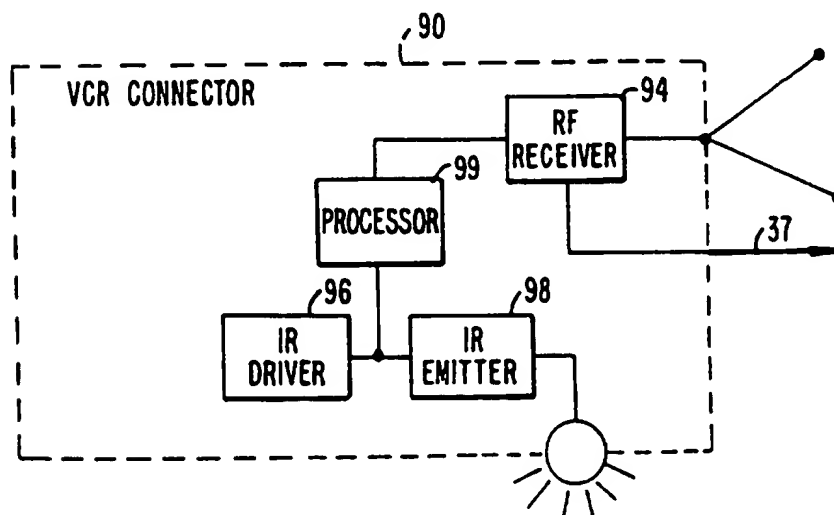 90
VCR CONNECTOR
94
RF
RECEIVER
99
PROCESSOR
37
96
IR
DRIVER
98
IR
EMITTER